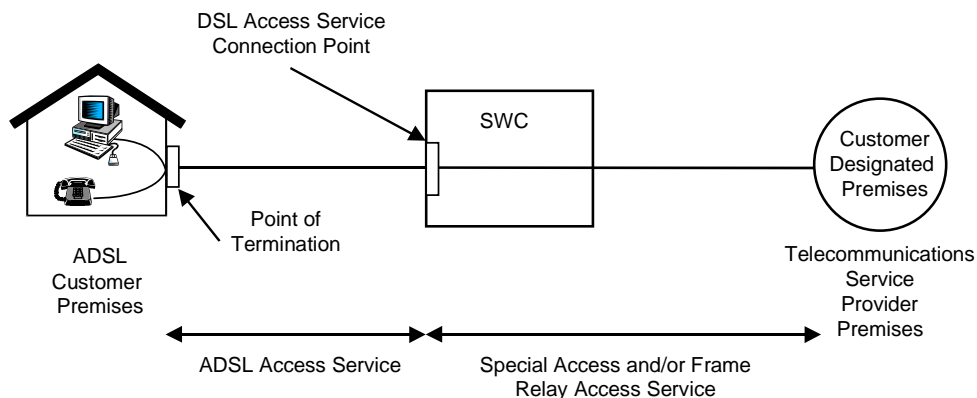 DSL Access Service
Connection Point
SWC
Customer
Designated
Premises
Point of
Termination
ADSL
Customer
Premises
Telecommunications
Service
Provider
Premises
ADSL Access Service
Special Access and/or Frame
Relay Access Service